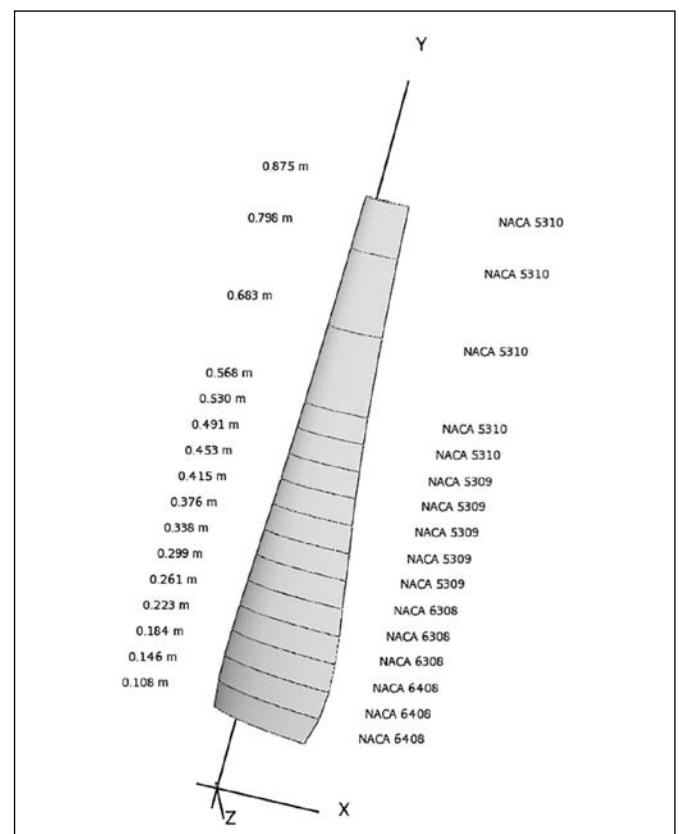 Y
0.875 m
0.798 m
NACA 5310
0.683 m
NACA 5310
NACA 5310
0.568 m
0.530 m
0.491 m
NACA 5310
0.453 m
NACA 5310
0.415 m
NACA 5309
0.376 m
NACA 5309
0.338 m
NACA 5309
0.299 m
NACA 5309
0.261 m
NACA 5309
0.223 m
NACA 6308
0.184 m
NACA 6308
0.146 m
NACA 6308
0.108 m
NACA 6408
NACA 6408
NACA 6408
X
Z